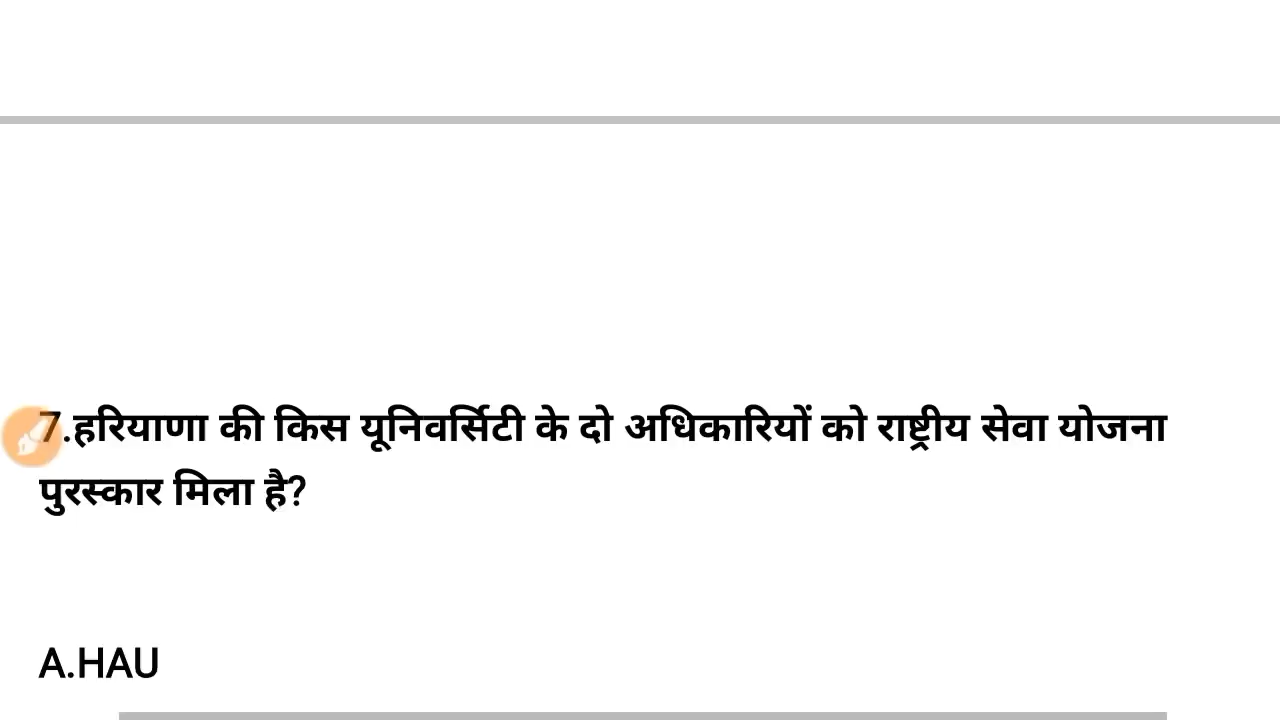 7.हरियाणा की किस यूनिवर्सिटी के दो अधिकारियों को राष्ट्रीय सेवा योजना
पुरस्कार मिला है?
A.HAU